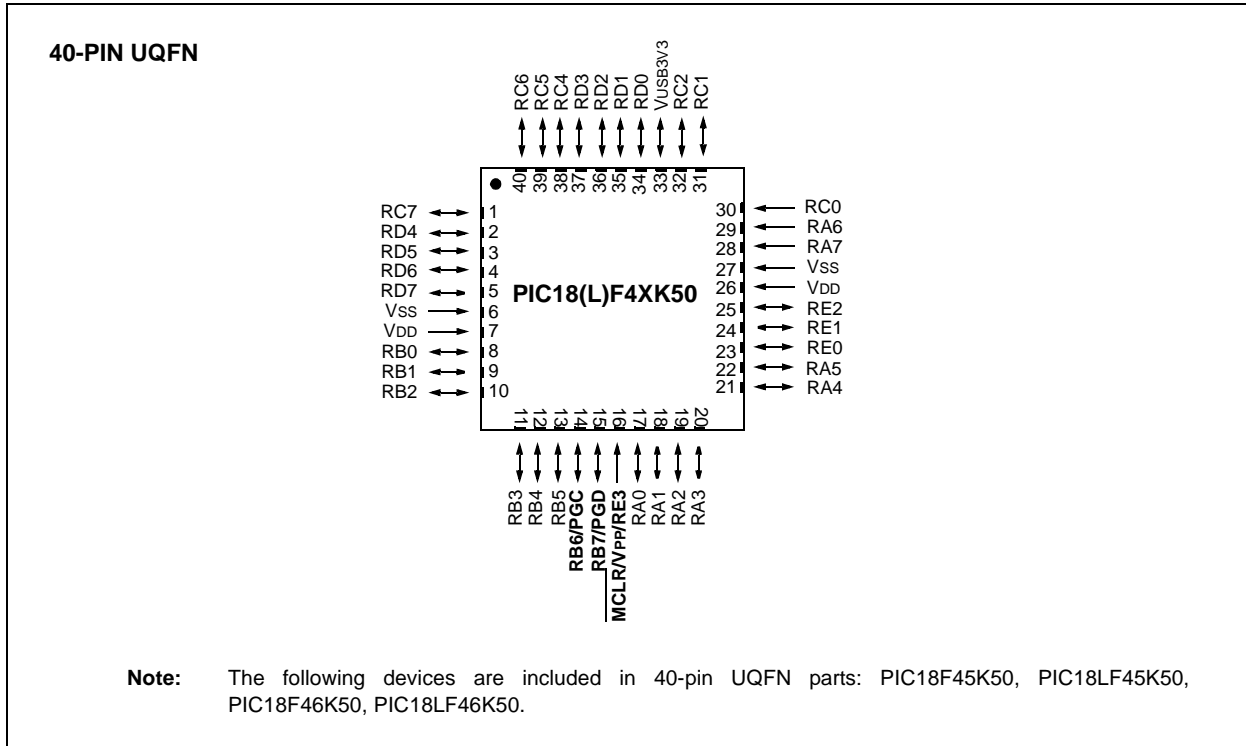 40-PIN UQFN
RC6
RC5
RC4
RD3
RD2
RD1
RD0
VUSB3V3
RC2
RC1
40
39
38
37
36
35
34
33
32
31
RC7 1
RD4 2
RD5 3
RD6 4
RD7 5
VSS 6
VDD 7
RB0 8
RB1 9
RB2 10
PIC18(L)F4XK50
30 RC0
29 RA6
28 RA7
27 VSS
26 VDD
25 RE2
24 RE1
23 RE0
22 RA5
21 RA4
11
12
13
14
15
16
17
18
19
20
RB3
RB4
RB5
RB6/PGC
RB7/PGD
MCLR/VPP/RE3
RA0
RA1
RA2
RA3
Note: The following devices are included in 40-pin UQFN parts: PIC18F45K50, PIC18LF45K50,
PIC18F46K50, PIC18LF46K50.